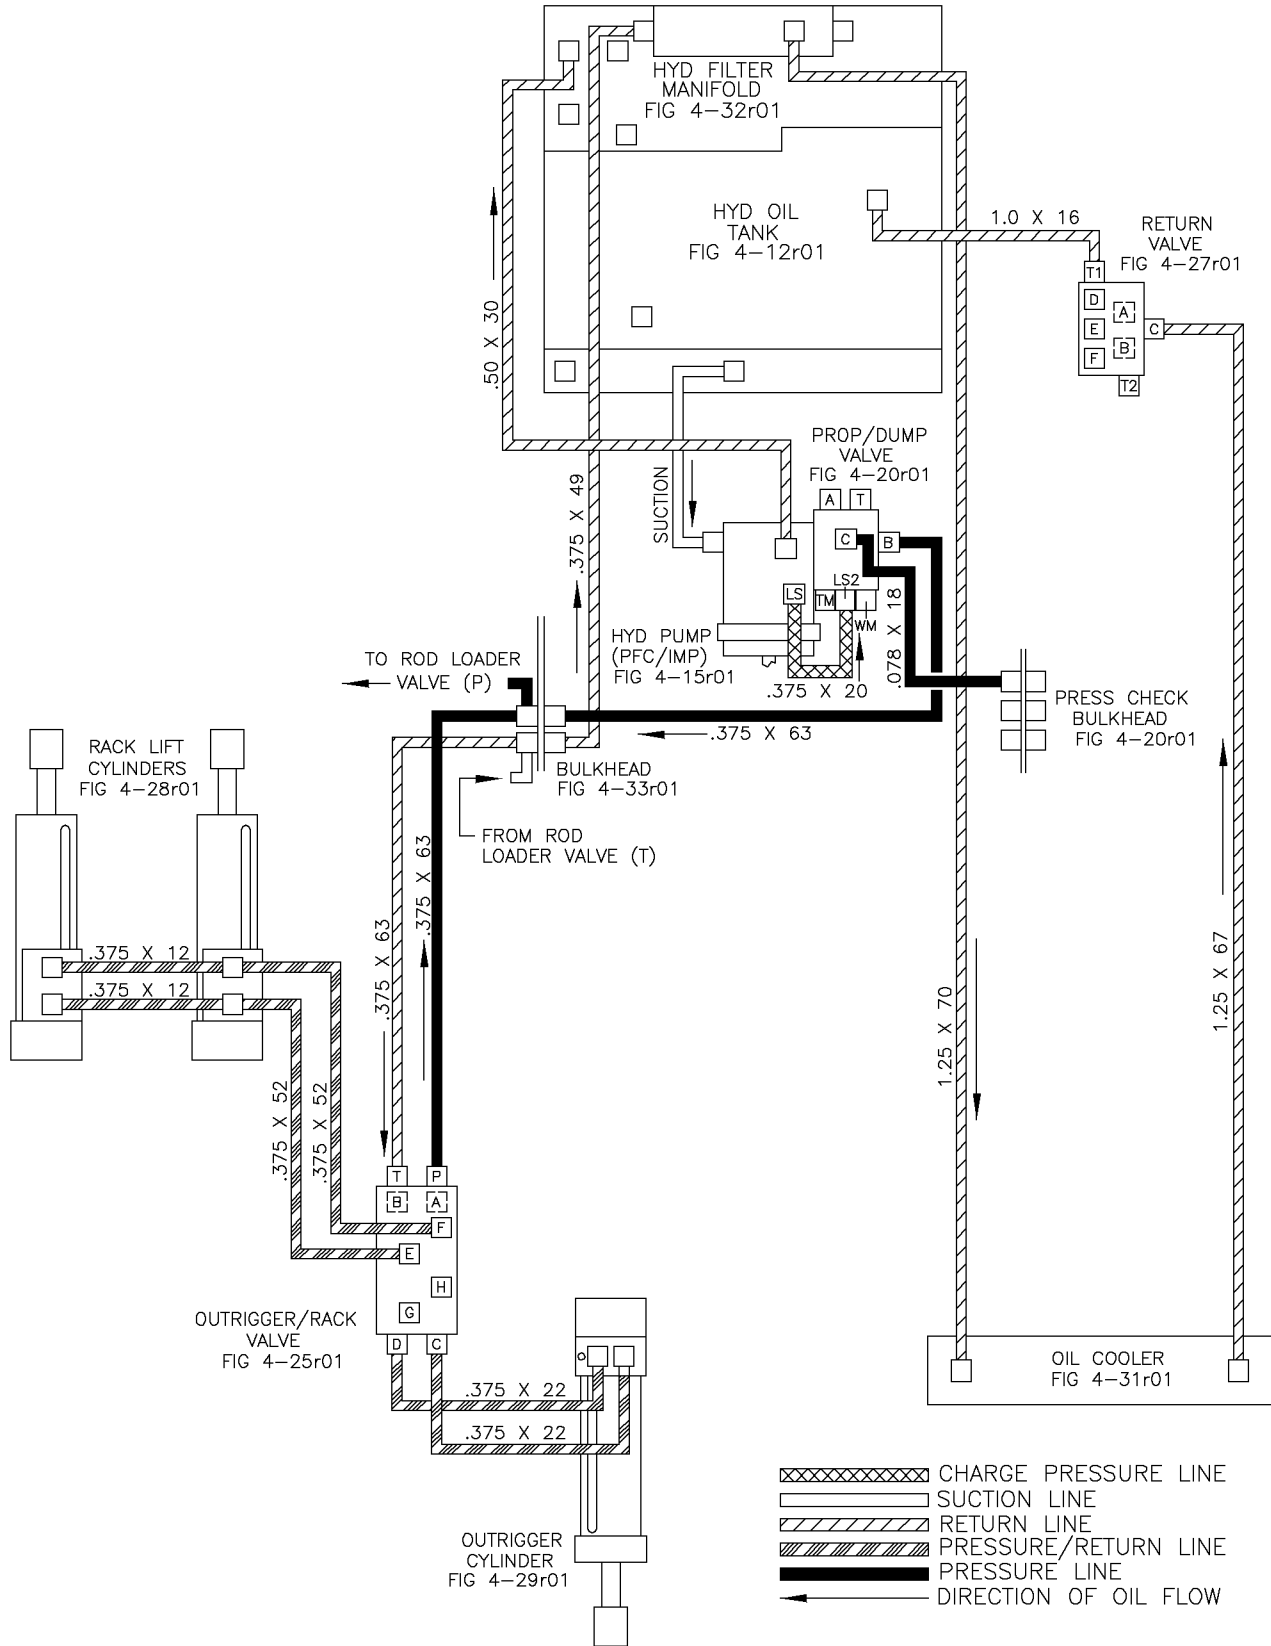 HYD FILTER
MANIFOLD
FIG 4-32r01
HYD OIL
TANK
FIG 4-12r01
1.0 X 16
RETURN
VALVE
FIG 4-27r01
T1
D
A
E
C
B
F
T2
.50 X 30
.375 X 49
SUCTION
PROP/DUMP
VALVE
FIG 4-20r01
A
T
C
B
LS
LS2
TM
WM
HYD PUMP
(PFC/IMP)
FIG 4-15r01
.375 X 20
.078 X 18
PRESS CHECK
BULKHEAD
FIG 4-20r01
TO ROD LOADER
VALVE (P)
.375 X 63
BULKHEAD
FIG 4-33r01
FROM ROD
LOADER VALVE (T)
RACK LIFT
CYLINDERS
FIG 4-28r01
.375 X 12
.375 X 12
.375 X 63
.375 X 63
.375 X 52
.375 X 52
1.25 X 70
1.25 X 67
T
P
B
A
F
E
H
G
D
C
OUTRIGGER/RACK
VALVE
FIG 4-25r01
.375 X 22
.375 X 22
OIL COOLER
FIG 4-31r01
OUTRIGGER
CYLINDER
FIG 4-29r01
CHARGE PRESSURE LINE
SUCTION LINE
RETURN LINE
PRESSURE/RETURN LINE
PRESSURE LINE
DIRECTION OF OIL FLOW